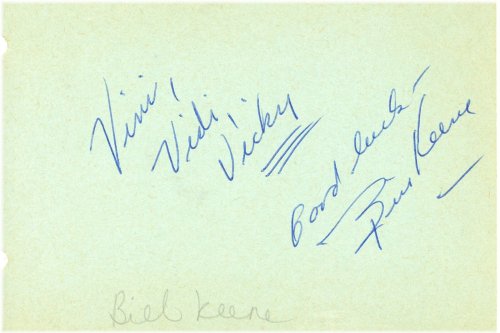 Vini,
Vidi,
Vicky
Good luck –
Bill Keene
Bill Keene